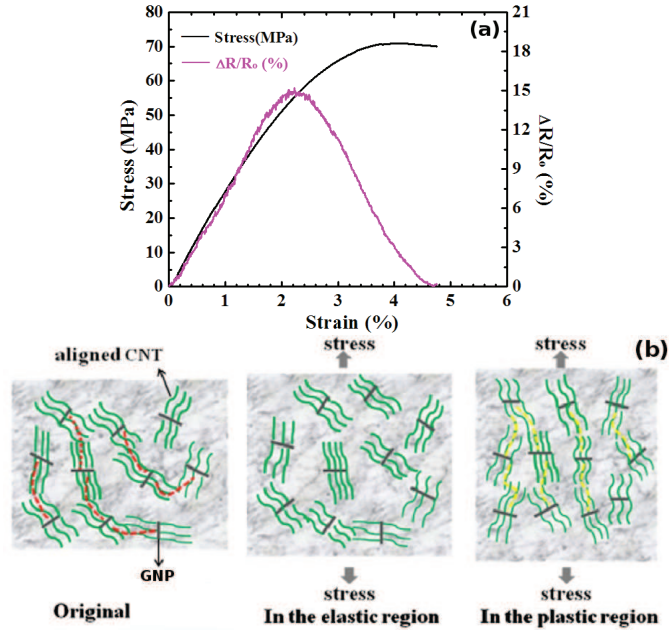 (a)
Stress(MPa)
ΔR/R₀ (%)
80
70
60
50
40
30
20
10
0
Stress (MPa)
21
18
15
12
9
6
3
0
ΔR/R₀ (%)
0 1 2 3 4 5 6
Strain (%)
(b)
aligned CNT
stress
stress
GNP
stress
stress
Original
In the elastic region
In the plastic region